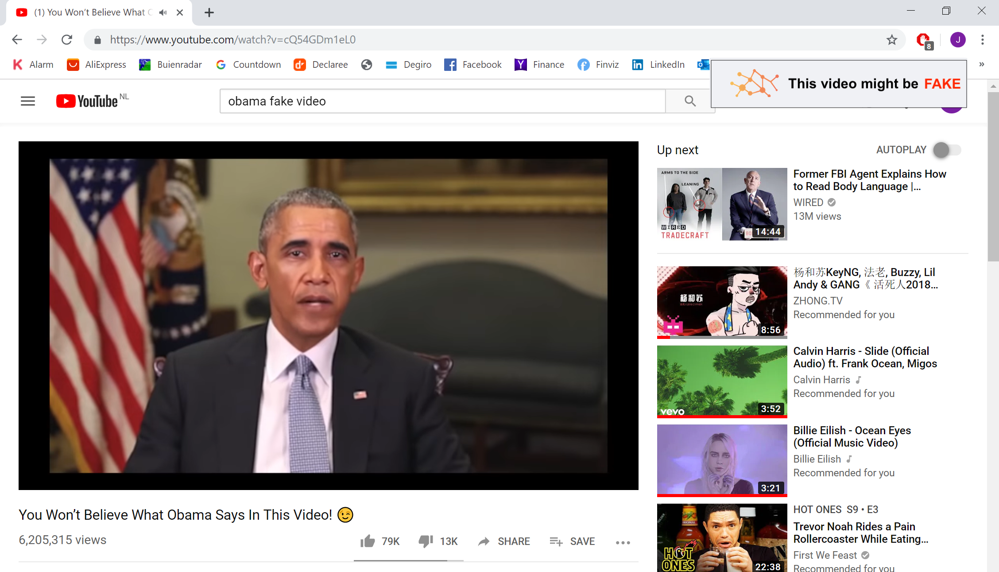 (1) You Won't Believe What
https://www.youtube.com/watch?v=cQ54GDm1eL0
8
J
Alarm
AliExpress
Buienradar
Countdown
dr
Declaree
Degiro
Facebook
Y
Finance
Finviz
in
LinkedIn
»
This video might be FAKE
YouTube NL
obama fake video
Up next
AUTOPLAY
ARMS TO THE SIDE
LEANING
WIRED
TRADECRAFT
14:44
Former FBI Agent Explains How
to Read Body Language |...
WIRED
13M views
杨和苏
8:56
杨和苏KeyNG, 法老, Buzzy, Lil
Andy & GANG《 活死人2018...
ZHONG.TV
Recommended for you
vevo
3:52
Calvin Harris - Slide (Official
Audio) ft. Frank Ocean, Migos
Calvin Harris
Recommended for you
3:21
Billie Eilish - Ocean Eyes
(Official Music Video)
Billie Eilish
Recommended for you
HOT
ONES
22:38
HOT ONES S9 • E3
Trevor Noah Rides a Pain
Rollercoaster While Eating...
First We Feast
Recommended for you
You Won't Believe What Obama Says In This Video! 😉
6,205,315 views
79K
13K
SHARE
SAVE